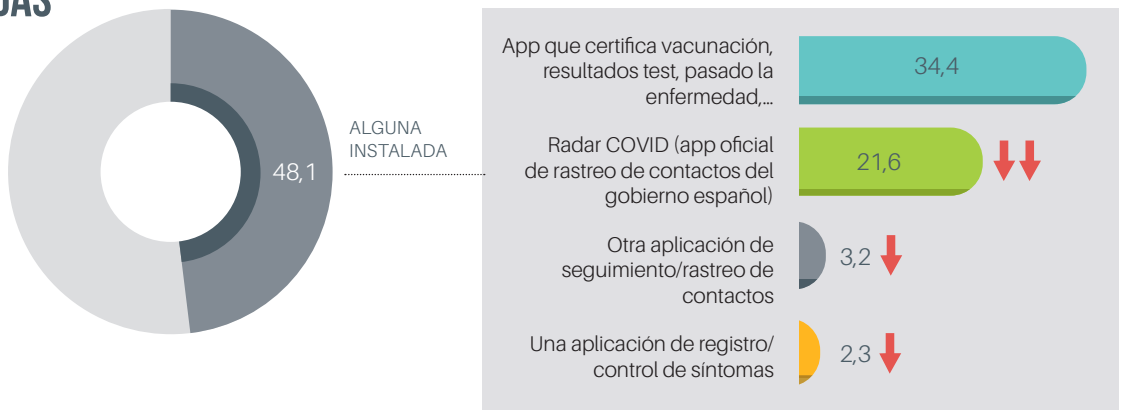 ALGUNA
INSTALADA
48,1
App que certifica vacunación,
resultados test, pasado la
enfermedad,...
34,4
Radar COVID (app oficial
de rastreo de contactos del
gobierno español)
21,6
Otra aplicación de
seguimiento/rastreo de
contactos
3,2
Una aplicación de registro/
control de síntomas
2,3